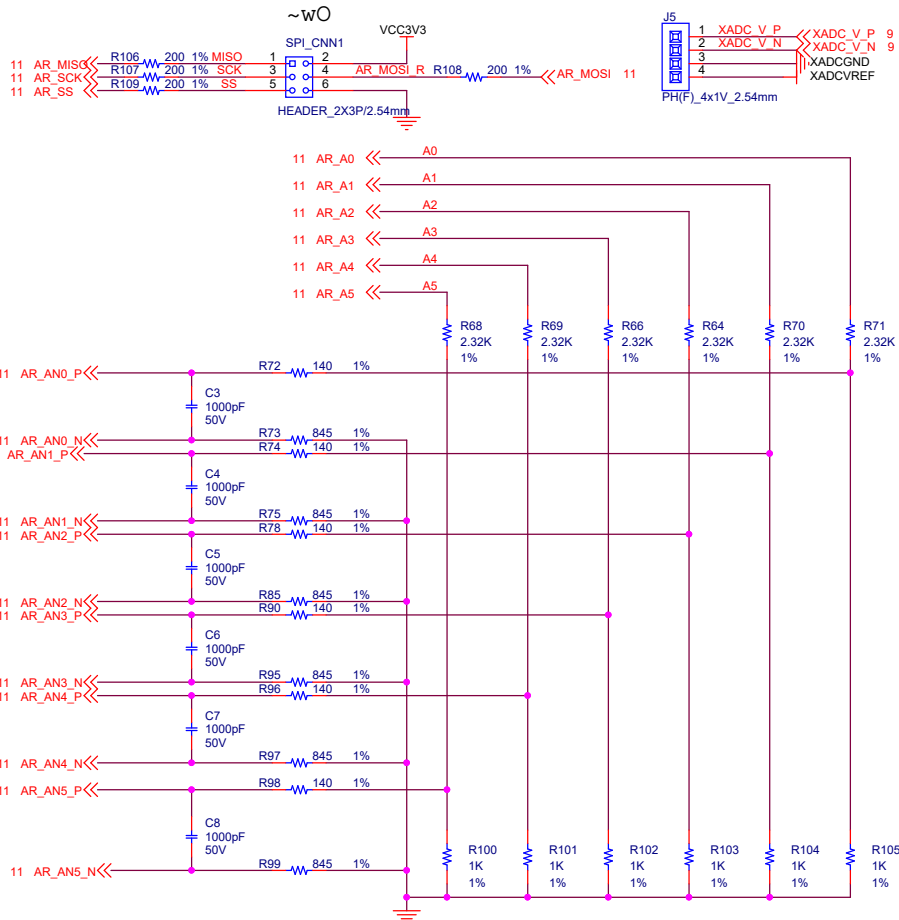 ~wO
VCC3V3
SPI_CNN1
11 AR_MISO R106 200 1% MISO 1 2
11 AR_SCK R107 200 1% SCK 3 4 AR_MOSI_R R108 200 1% AR_MOSI 11
11 AR_SS R109 200 1% SS 5 6
HEADER_2X3P/2.54mm
J5
1 XADC_V_P XADC_V_P 9
2 XADC_V_N XADC_V_N 9
3 XADCGND
4 XADCVREF
PH(F)_4x1V_2.54mm
11 AR_A0 A0
11 AR_A1 A1
11 AR_A2 A2
11 AR_A3 A3
11 AR_A4 A4
11 AR_A5 A5
R68 R69 R66 R64 R70 R71
2.32K 2.32K 2.32K 2.32K 2.32K 2.32K
1% 1% 1% 1% 1% 1%
11 AR_AN0_P R72 140 1%
C3
1000pF
50V
11 AR_AN0_N R73 845 1%
AR_AN1_P R74 140 1%
C4
1000pF
50V
11 AR_AN1_N R75 845 1%
11 AR_AN2_P R78 140 1%
C5
1000pF
50V
11 AR_AN2_N R85 845 1%
11 AR_AN3_P R90 140 1%
C6
1000pF
50V
11 AR_AN3_N R95 845 1%
11 AR_AN4_P R96 140 1%
C7
1000pF
50V
11 AR_AN4_N R97 845 1%
11 AR_AN5_P R98 140 1%
C8
1000pF
50V
11 AR_AN5_N R99 845 1%
R100 R101 R102 R103 R104 R105
1K 1K 1K 1K 1K 1K
1% 1% 1% 1% 1% 1%